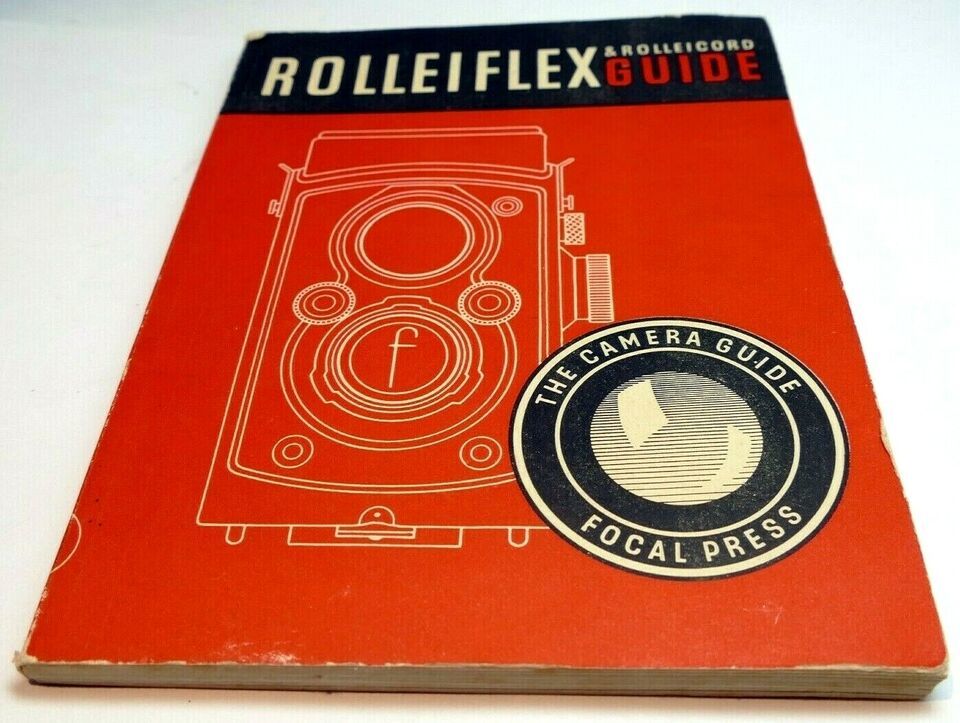 ROLLEIFLEX
& ROLLEICORD
GUIDE
f
THE CAMERA GUIDE
FOCAL PRESS